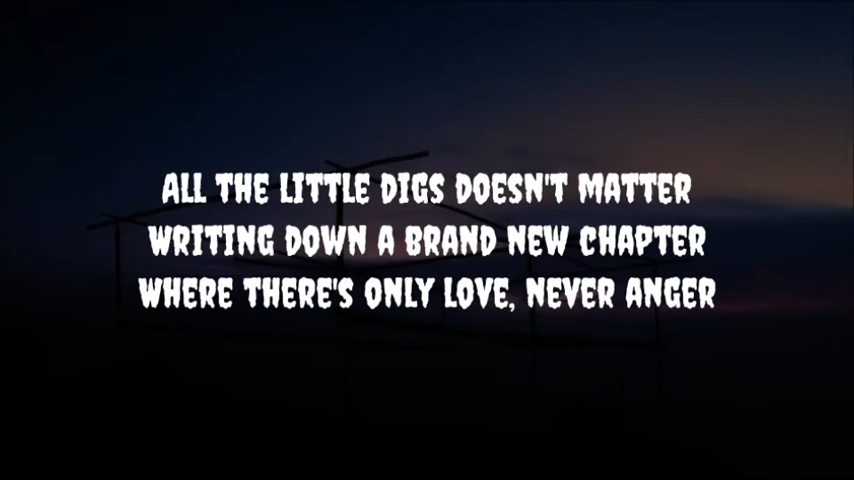 ALL THE LITTLE DIGS DOESN'T MATTER
WRITING DOWN A BRAND NEW CHAPTER
WHERE THERE'S ONLY LOVE, NEVER ANGER